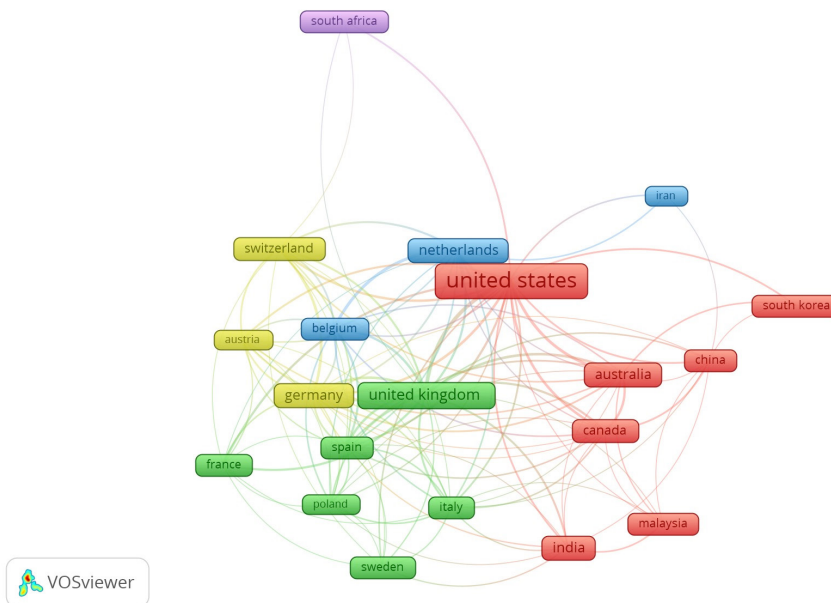 south africa
iran
switzerland
netherlands
united states
south korea
belgium
austria
china
australia
germany
united kingdom
canada
spain
france
poland
italy
malaysia
india
sweden
VOSviewer